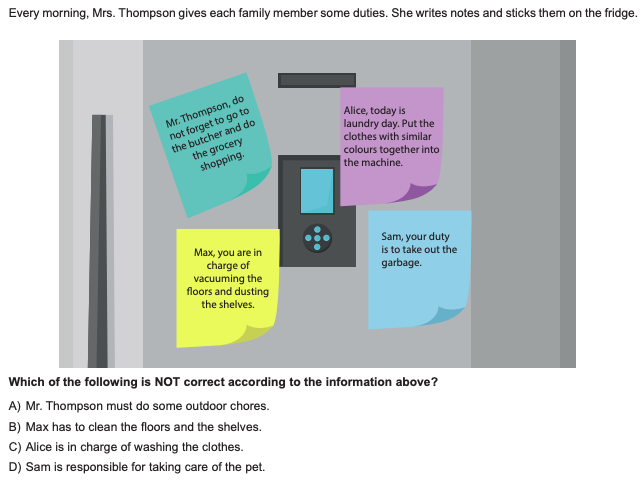 Every morning, Mrs. Thompson gives each family member some duties. She writes notes and sticks them on the fridge.
Mr. Thompson, do
not forget to go to
the butcher and do
the grocery
shopping.
Alice, today is
laundry day. Put the
clothes with similar
colours together into
the machine.
Max, you are in
charge of
vacuuming the
floors and dusting
the shelves.
Sam, your duty
is to take out the
garbage.
Which of the following is NOT correct according to the information above?
A) Mr. Thompson must do some outdoor chores.
B) Max has to clean the floors and the shelves.
C) Alice is in charge of washing the clothes.
D) Sam is responsible for taking care of the pet.